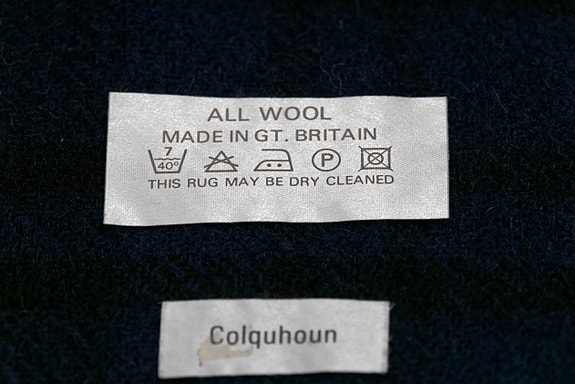 ALL WOOL
MADE IN GT. BRITAIN
7
40° P
THIS RUG MAY BE DRY CLEANED
Colquhoun